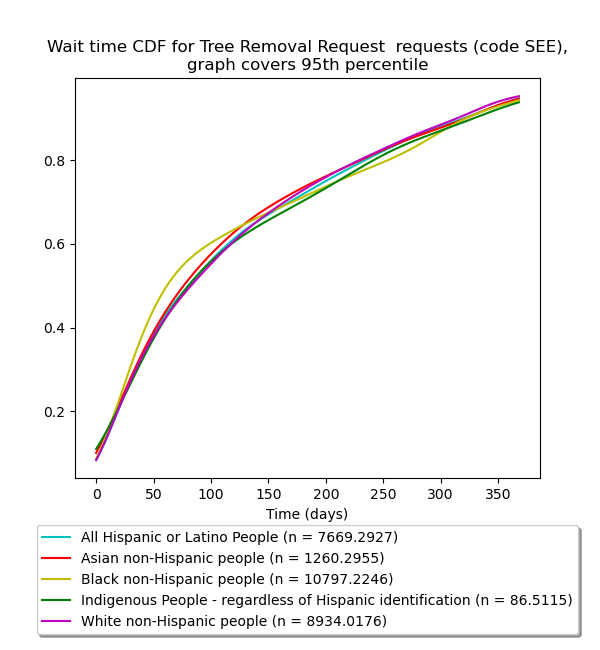 Wait time CDF for Tree Removal Request  requests (code SEE),
graph covers 95th percentile
0.8
0.6
0.4
0.2
0 50 100 150 200 250 300 350
Time (days)
All Hispanic or Latino People (n = 7669.2927)
Asian non-Hispanic people (n = 1260.2955)
Black non-Hispanic people (n = 10797.2246)
Indigenous People - regardless of Hispanic identification (n = 86.5115)
White non-Hispanic people (n = 8934.0176)